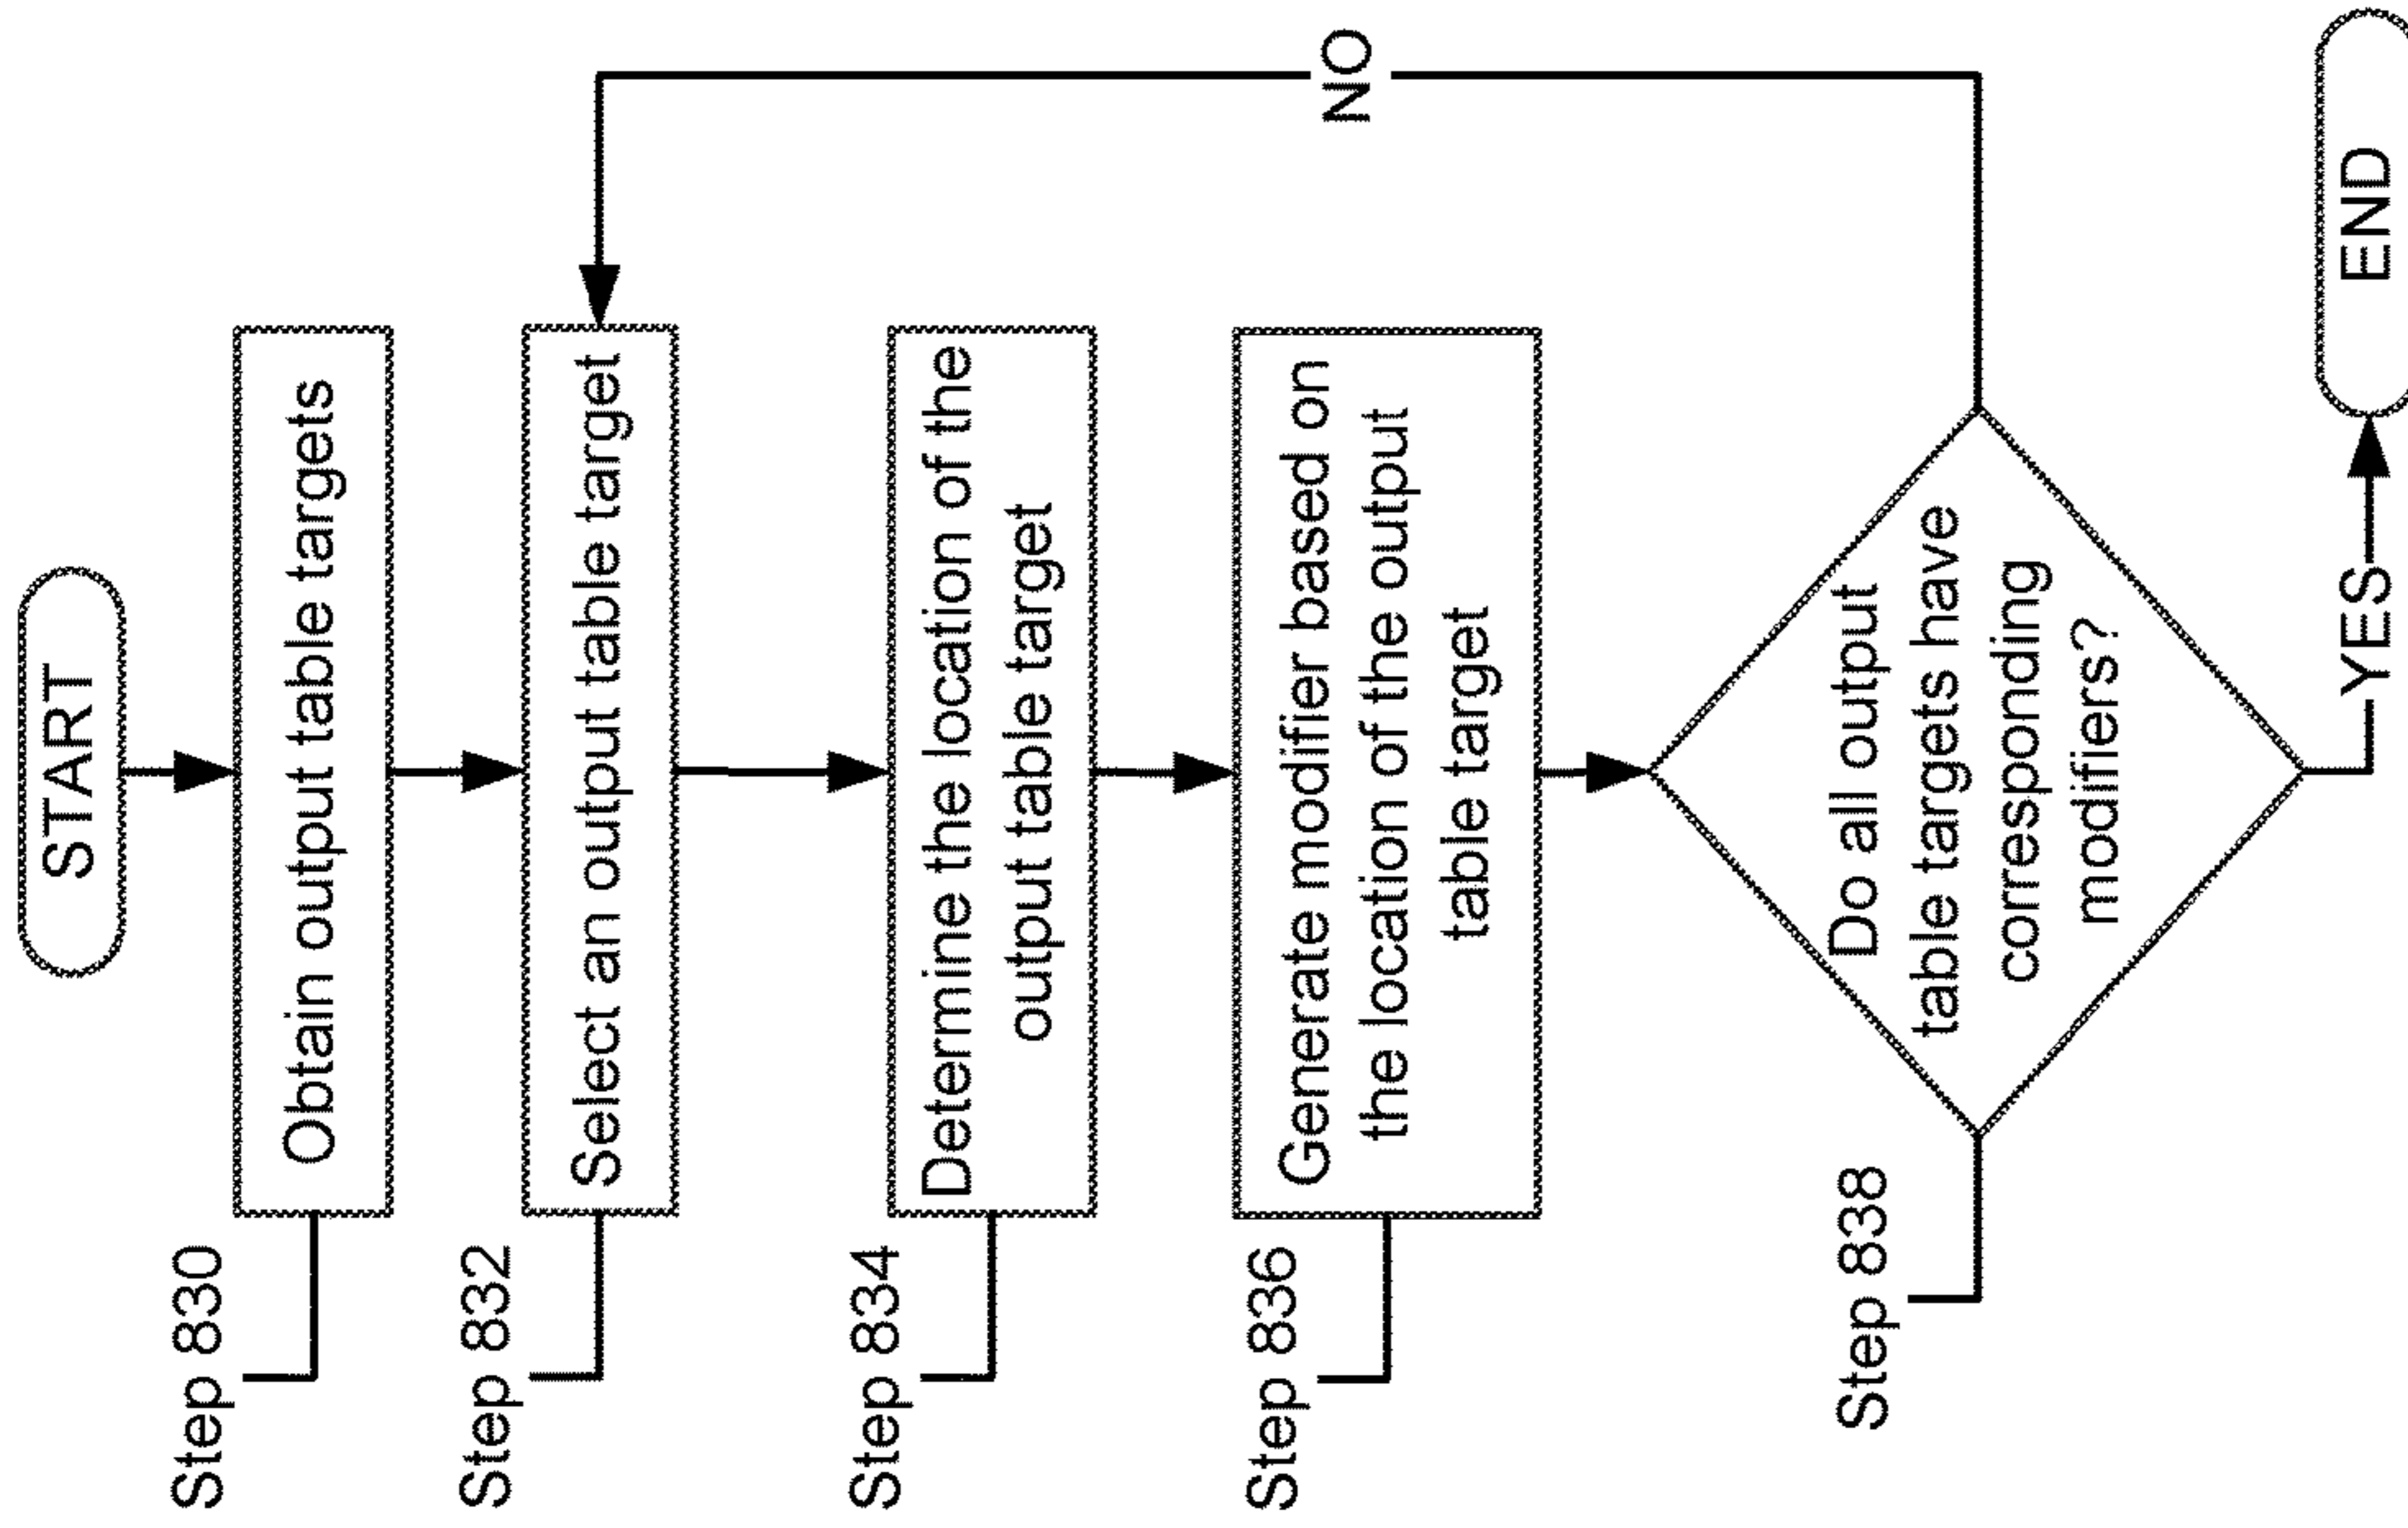 START
Step 830
Obtain output table targets
Step 832
Select an output table target
Step 834
Determine the location of the
output table target
Step 836
Generate modifier based on
the location of the output
table target
Step 838
Do all output
table targets have
corresponding
modifiers?
NO
YES
END